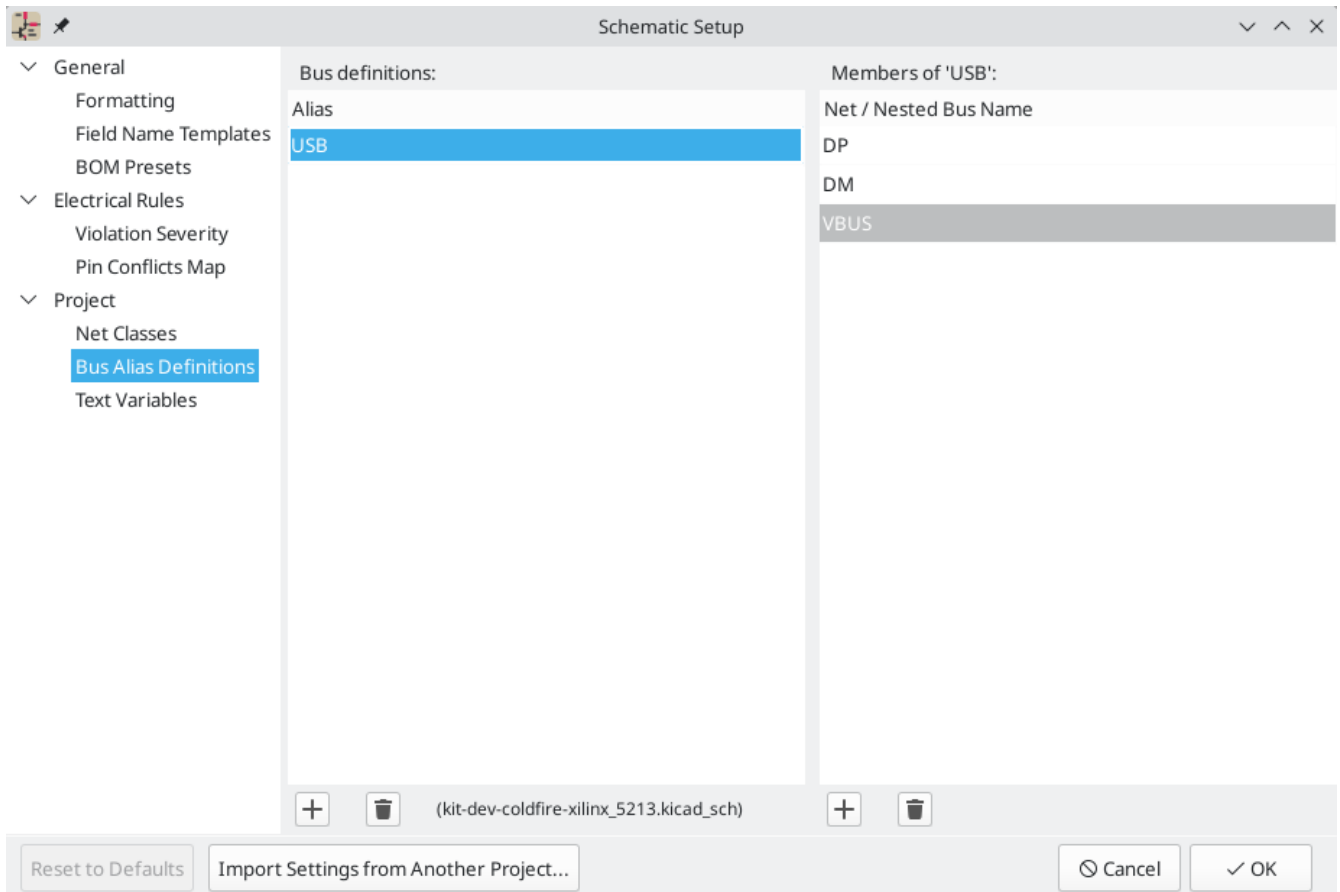 Schematic Setup
General
Formatting
Field Name Templates
BOM Presets
Electrical Rules
Violation Severity
Pin Conflicts Map
Project
Net Classes
Bus Alias Definitions
Text Variables
Bus definitions:
Alias
USB
(kit-dev-coldfire-xilinx_5213.kicad_sch)
Members of 'USB':
Net / Nested Bus Name
DP
DM
VBUS
Reset to Defaults
Import Settings from Another Project...
Cancel
OK